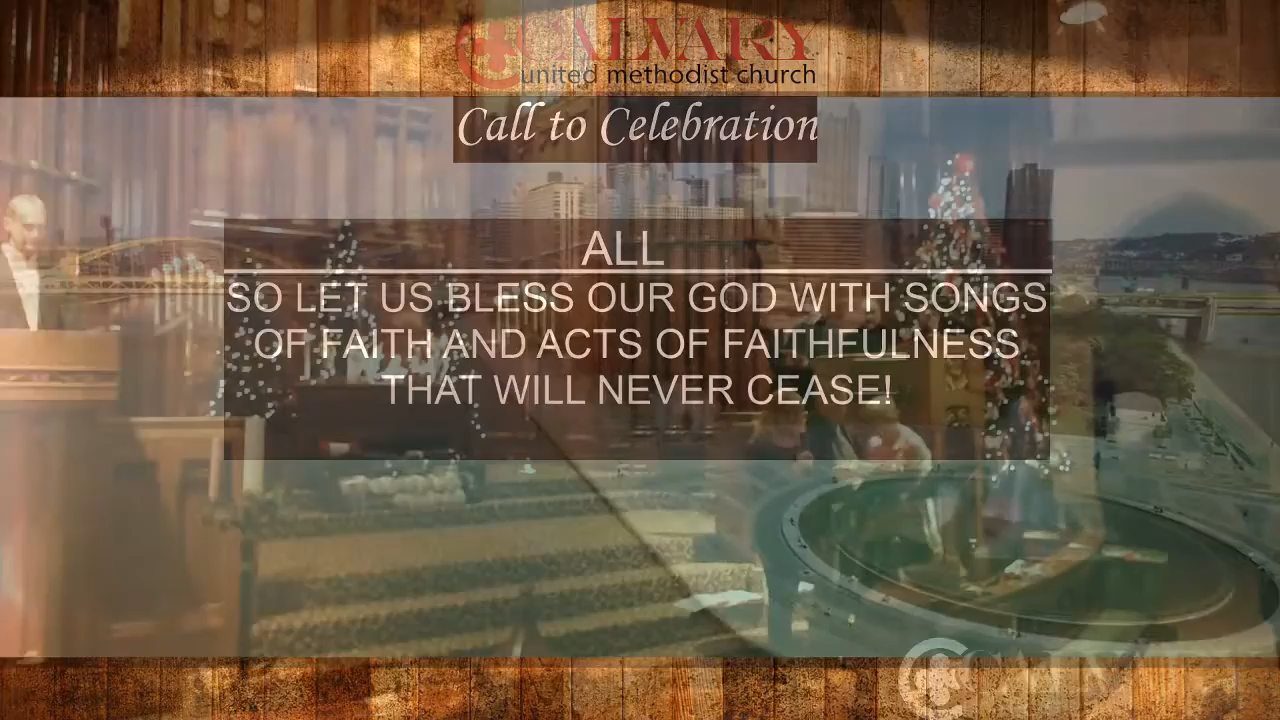 CALVARY
united methodist church
Call to Celebration
ALL
SO LET US BLESS OUR GOD WITH SONGS
OF FAITH AND ACTS OF FAITHFULNESS
THAT WILL NEVER CEASE!